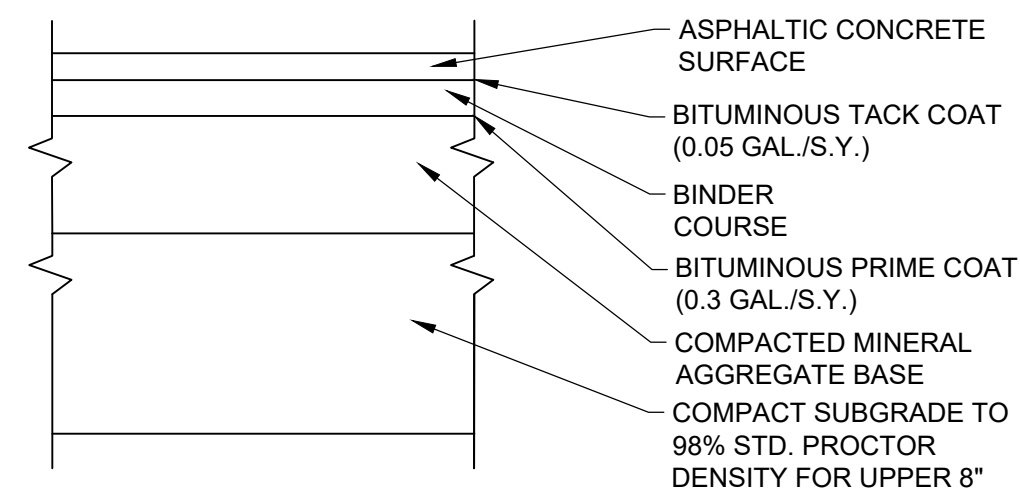 ASPHALTIC CONCRETE
SURFACE
BITUMINOUS TACK COAT
(0.05 GAL./S.Y.)
BINDER
COURSE
BITUMINOUS PRIME COAT
(0.3 GAL./S.Y.)
COMPACTED MINERAL
AGGREGATE BASE
COMPACT SUBGRADE TO
98% STD. PROCTOR
DENSITY FOR UPPER 8"